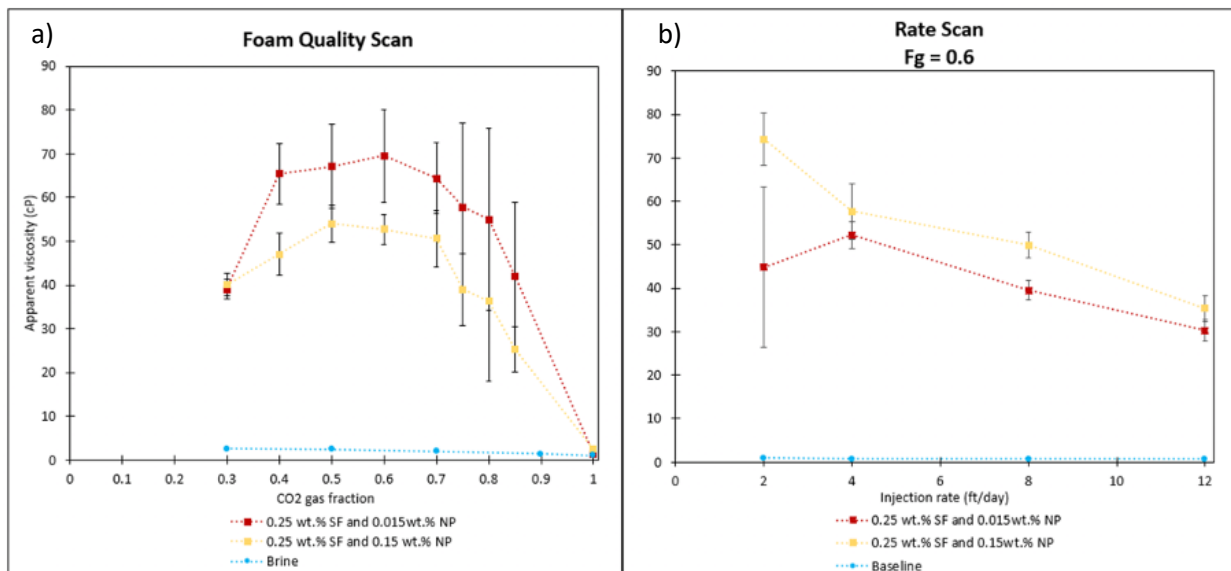 a)
Foam Quality Scan
90
80
70
60
50
40
30
20
10
0
Apparent viscosity (cP)
0 0.1 0.2 0.3 0.4 0.5 0.6 0.7 0.8 0.9 1
CO2 gas fraction
0.25 wt.% SF and 0.015wt.% NP
0.25 wt.% SF and 0.15wt.% NP
Brine
b)
Rate Scan
Fg = 0.6
90
80
70
60
50
40
30
20
10
0
0 2 4 6 8 10 12
Injection rate (ft/day)
0.25 wt.% SF and 0.015wt.% NP
0.25 wt.% SF and 0.15wt.% NP
Baseline